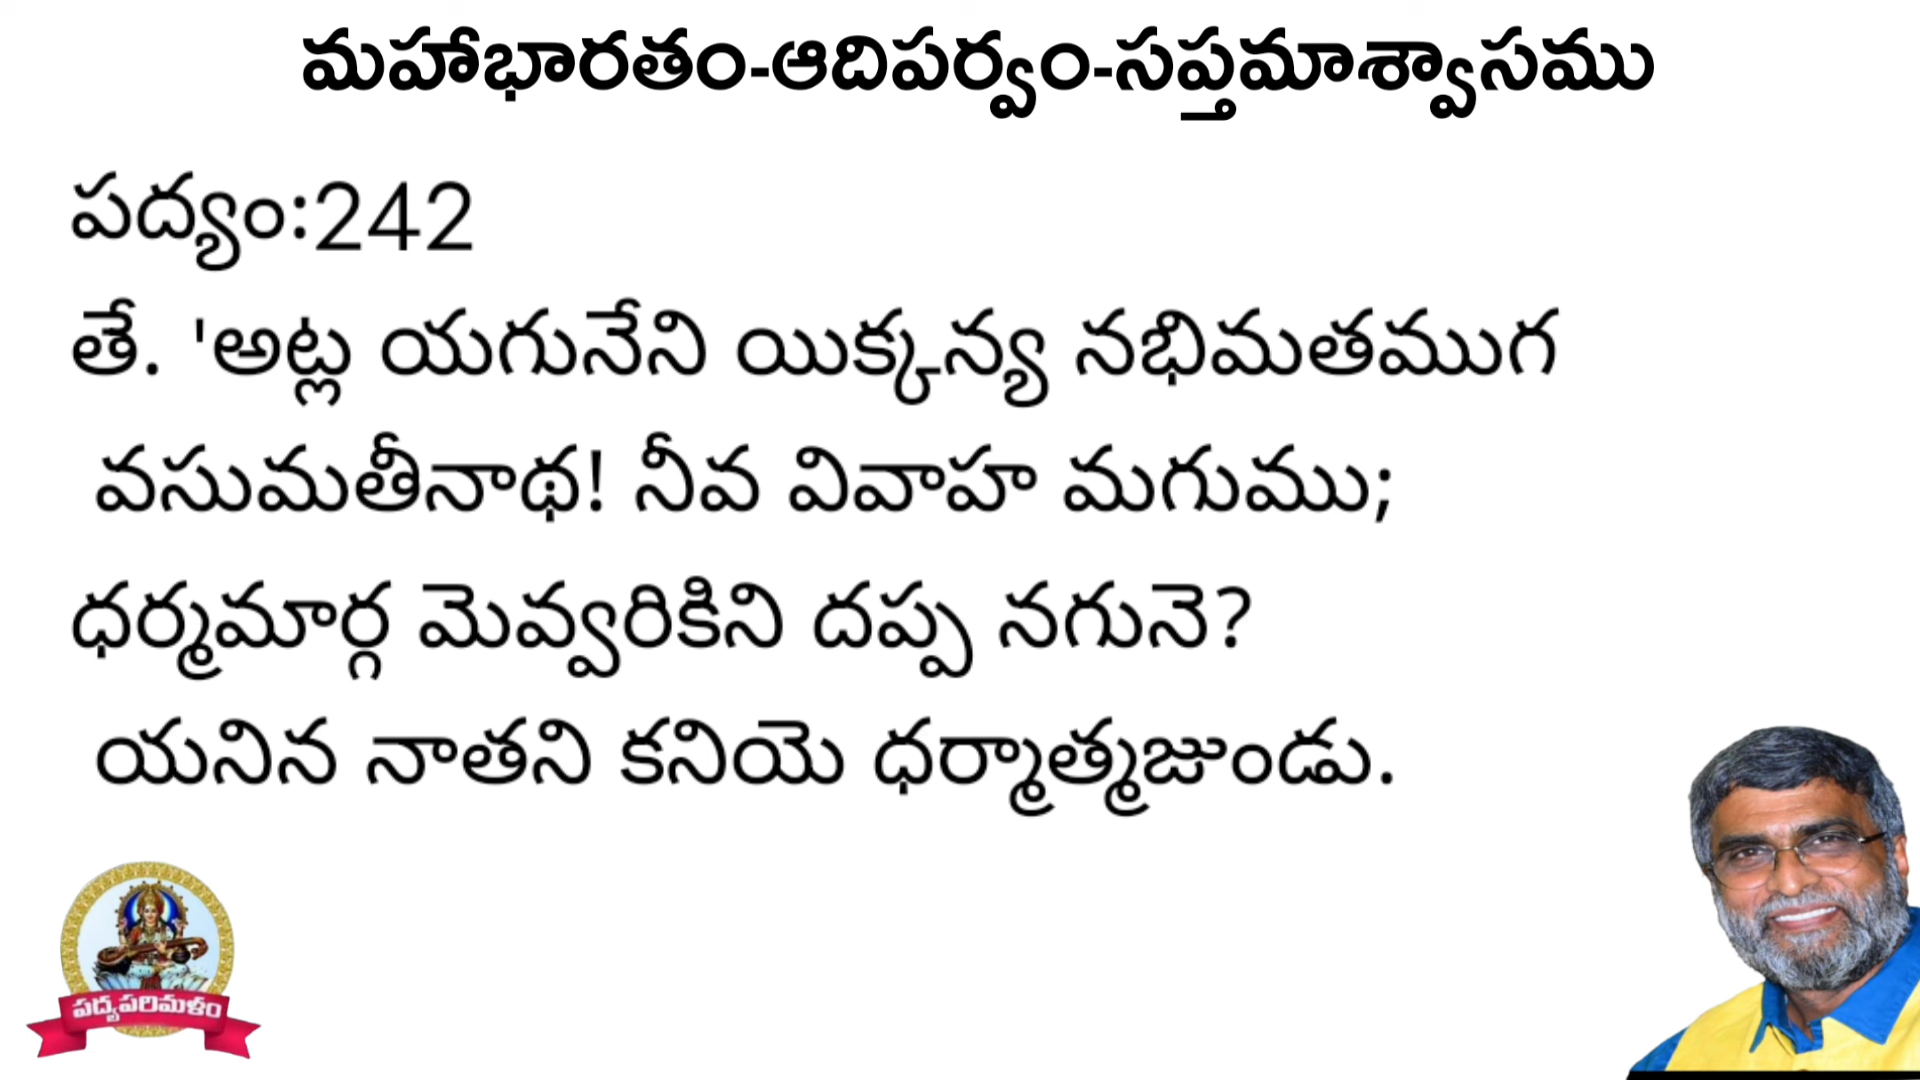 మహాభారతం-ఆదిపర్వం-సప్తమాశ్వాసము
పద్యం:242
తే. 'అట్ల యగునేని యిక్కన్య నభిమతముగ
వసుమతీనాథ! నీవ వివాహ మగుము;
ధర్మమార్గ మెవ్వరికిని దప్ప నగునె?
యనిన నాతని కనియె ధర్మాత్మజుండు.
పద్యపరిమళం